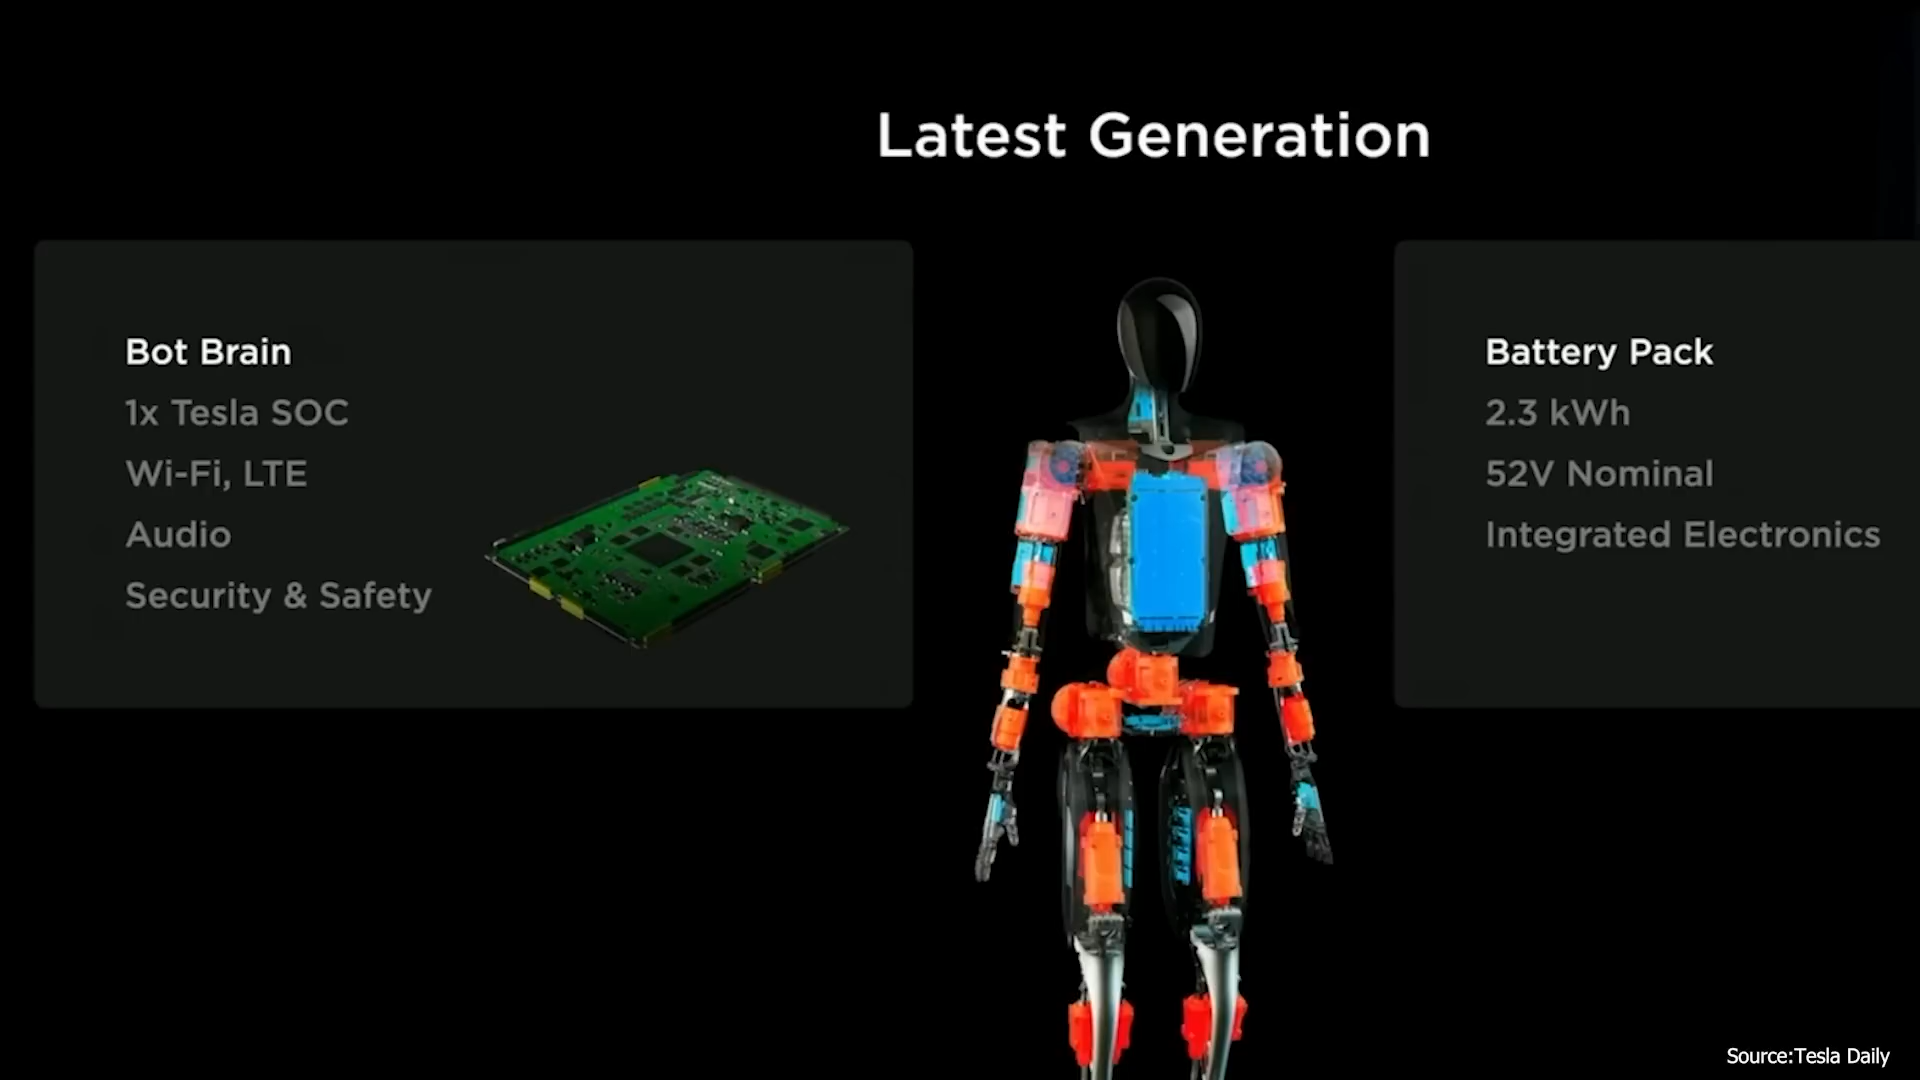 Latest Generation
Bot Brain
1x Tesla SOC
Wi-Fi, LTE
Audio
Security & Safety
Battery Pack
2.3 kWh
52V Nominal
Integrated Electronics
Source:Tesla Daily